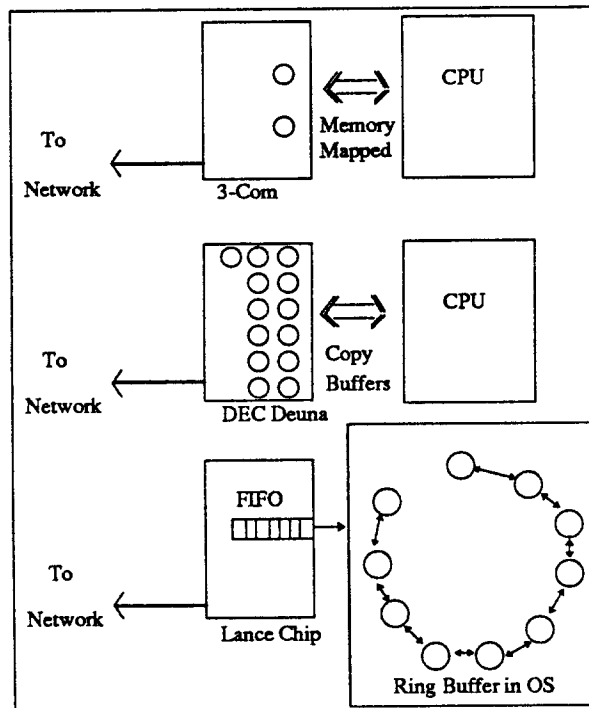 CPU
To
Network
Memory
Mapped
3-Com
CPU
To
Network
Copy
Buffers
DEC Deuna
FIFO
To
Network
Lance Chip
Ring Buffer in OS